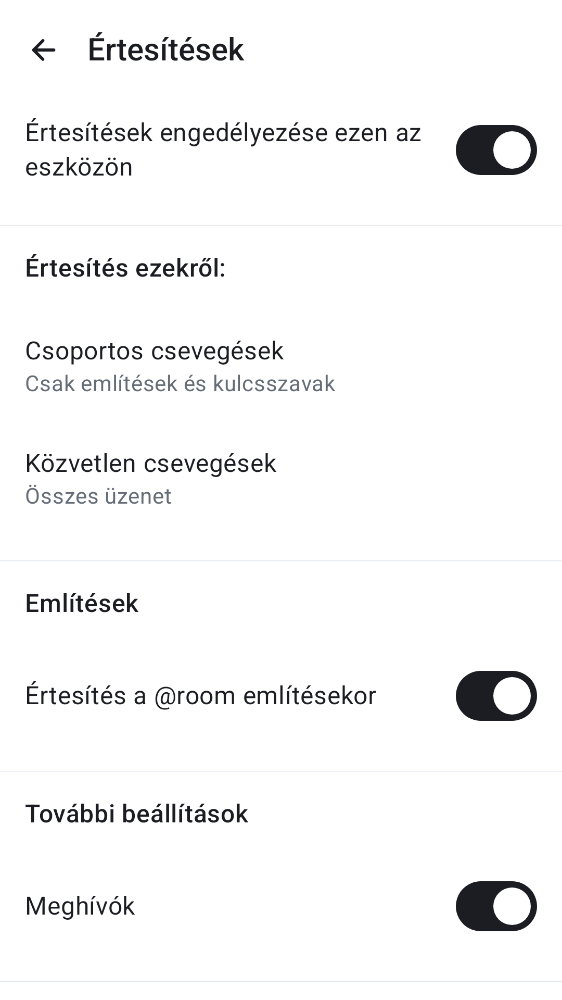 Értesítések
Értesítések engedélyezése ezen az
eszközön
Értesítés ezekről:
Csoportos csevegések
Csak említések és kulcsszavak
Közvetlen csevegések
Összes üzenet
Említések
Értesítés a @room említésekor
További beállítások
Meghívók